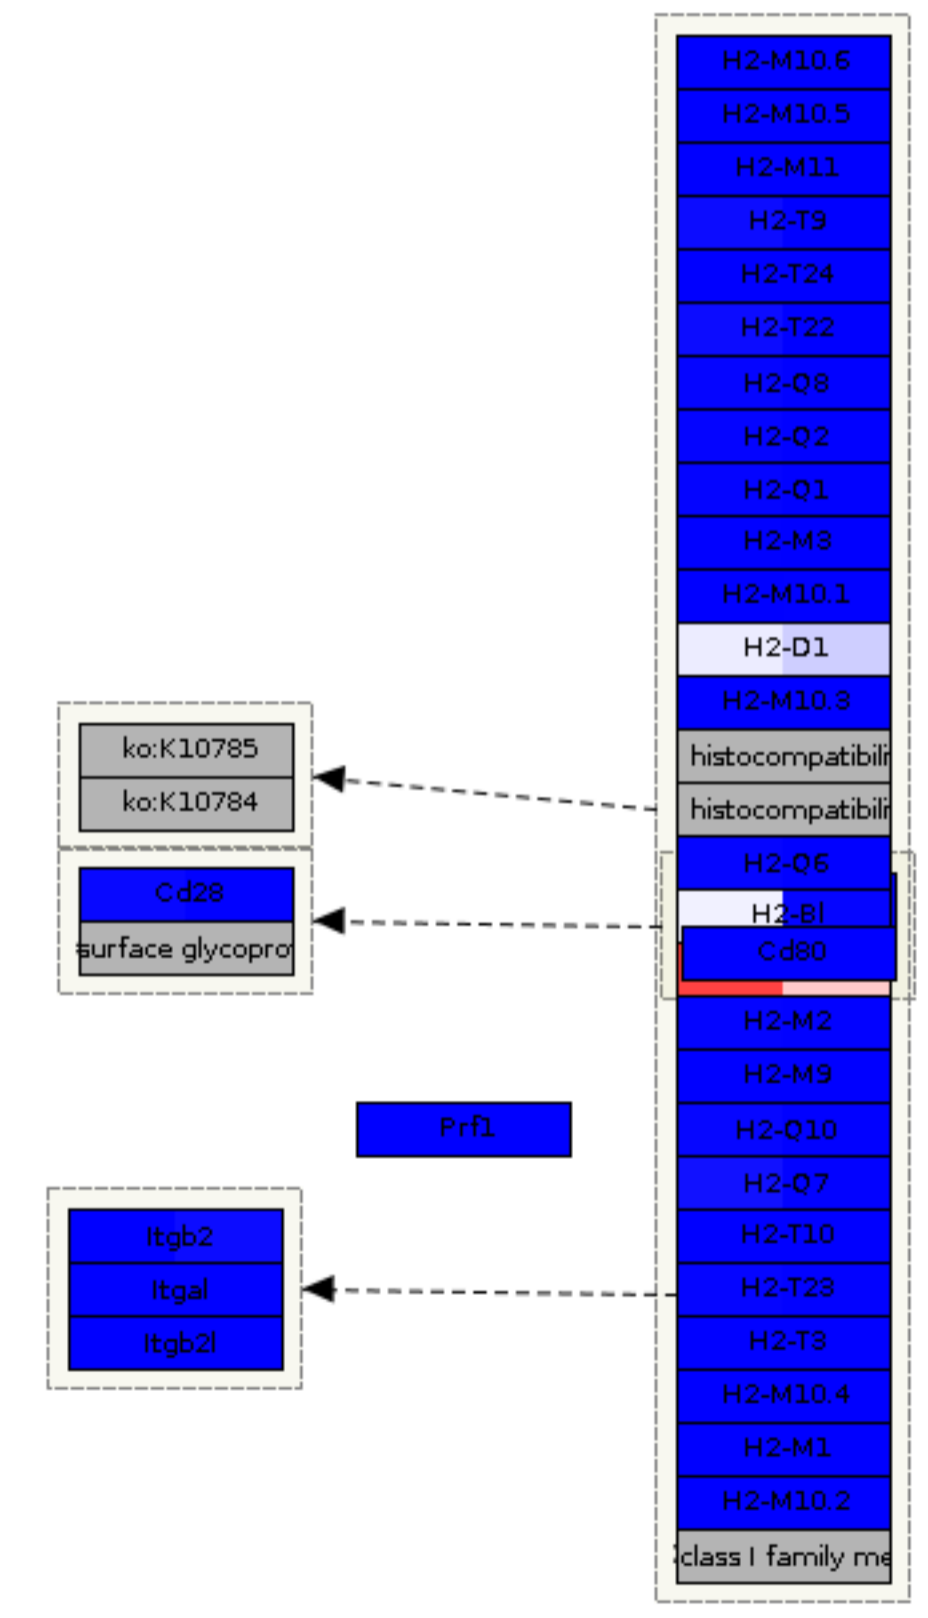 H2-M10.6
H2-M10.5
H2-M11
H2-T9
H2-T24
H2-T22
H2-Q8
H2-Q2
H2-Q1
H2-M3
H2-M10.1
H2-D1
H2-M10.3
histocompatibili
histocompatibili
H2-Q6
H2-Bl
Cd80
H2-M2
H2-M9
H2-Q10
H2-Q7
H2-T10
H2-T23
H2-T3
H2-M10.4
H2-M1
H2-M10.2
class I family me
ko:K10785
ko:K10784
Cd28
surface glycopro
Prf1
Itgb2
Itgal
Itgb2l